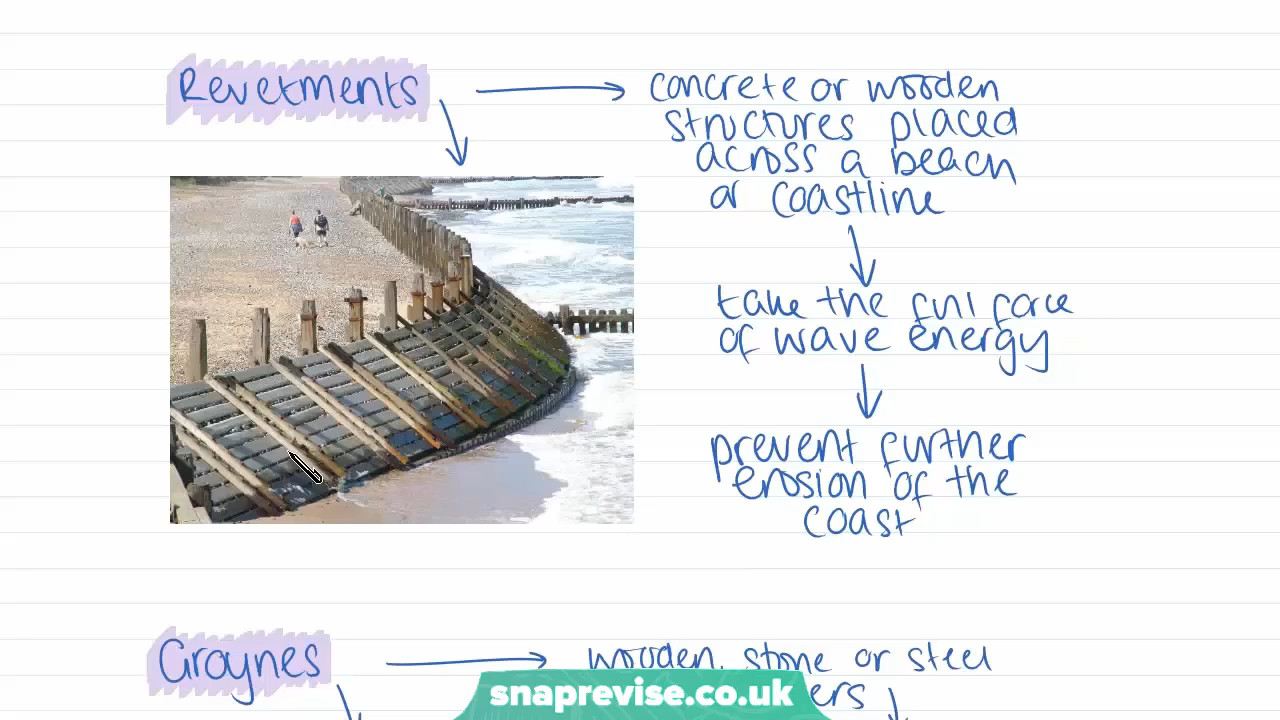 Revetments
concrete or wooden
structures placed
across a beach
or coastline
take the full force
of wave energy
prevent further
erosion of the
coast
Groynes
wooden, stone or steel
snaprevise.co.uk